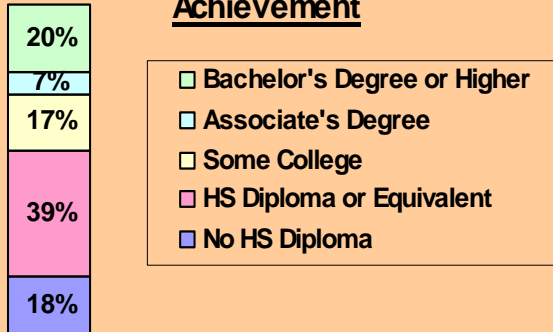 Achievement
20%
7%
17%
39%
18%
Bachelor's Degree or Higher
Associate's Degree
Some College
HS Diploma or Equivalent
No HS Diploma